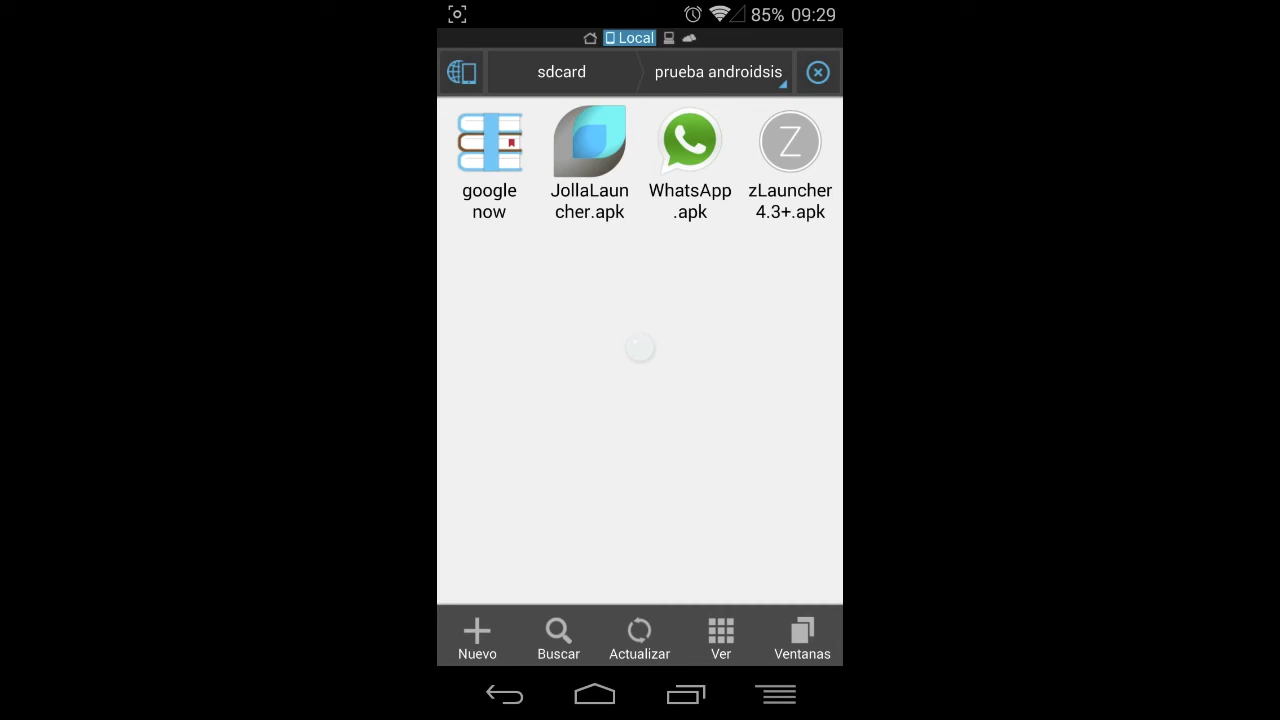 85% 09:29
Local
sdcard
prueba androidsis
google
now
JollaLaun
cher.apk
WhatsApp
.apk
Z
zLauncher
4.3+.apk
Nuevo
Buscar
Actualizar
Ver
Ventanas